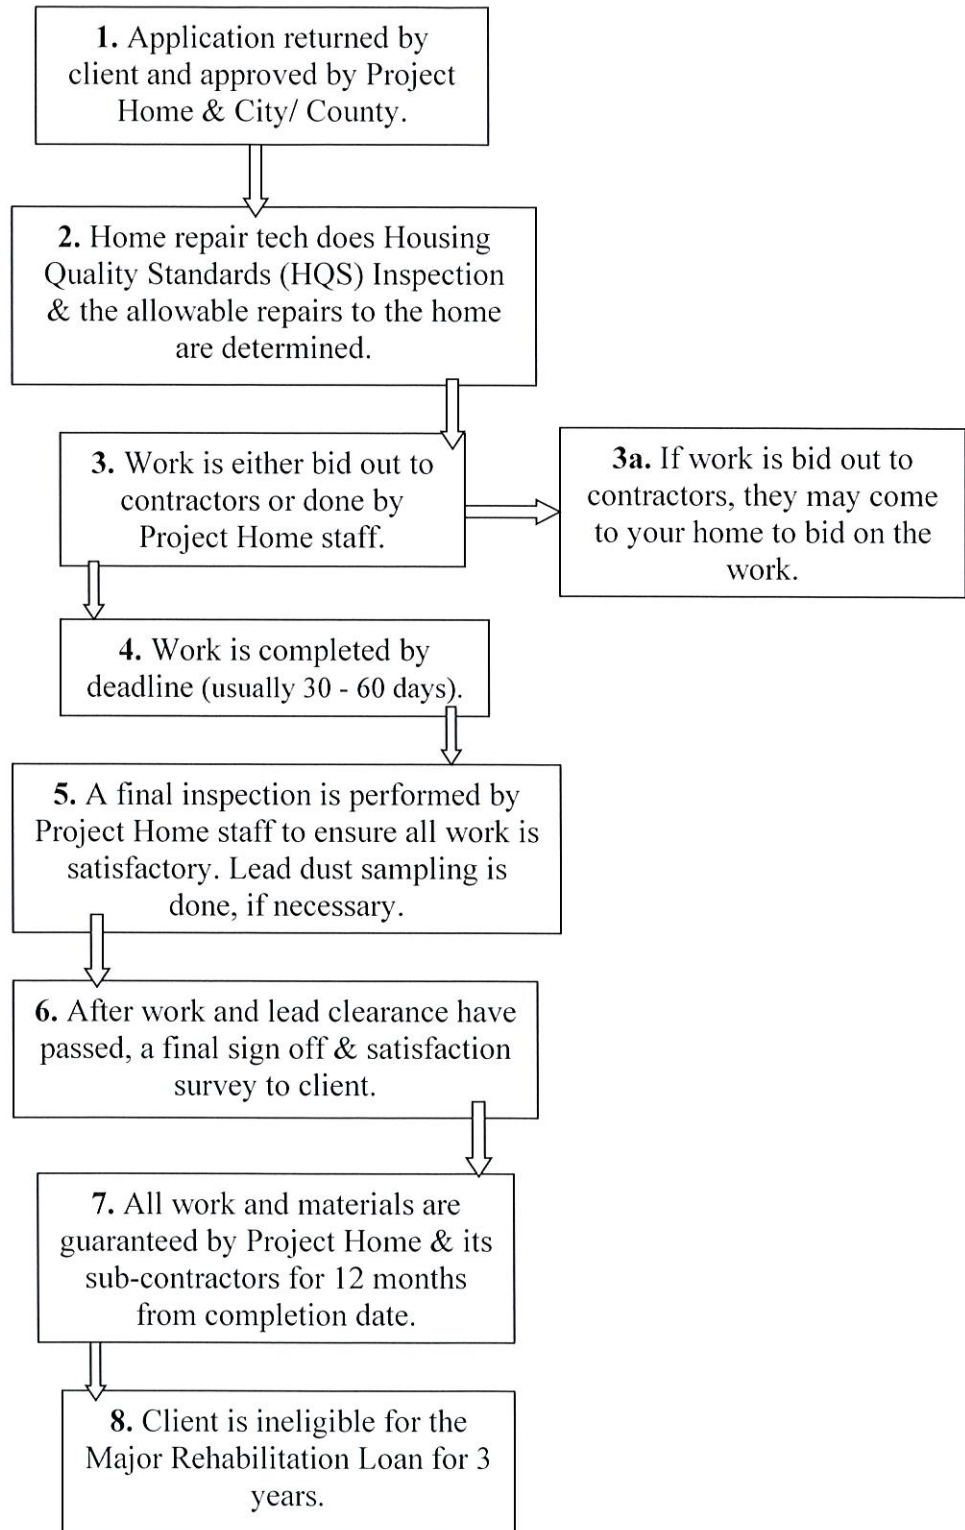 1. Application returned by
client and approved by Project
Home & City/ County.
2. Home repair tech does Housing
Quality Standards (HQS) Inspection
& the allowable repairs to the home
are determined.
3. Work is either bid out to
contractors or done by
Project Home staff.
3a. If work is bid out to
contractors, they may come
to your home to bid on the
work.
4. Work is completed by
deadline (usually 30 - 60 days).
5. A final inspection is performed by
Project Home staff to ensure all work is
satisfactory. Lead dust sampling is
done, if necessary.
6. After work and lead clearance have
passed, a final sign off & satisfaction
survey to client.
7. All work and materials are
guaranteed by Project Home & its
sub-contractors for 12 months
from completion date.
8. Client is ineligible for the
Major Rehabilitation Loan for 3
years.